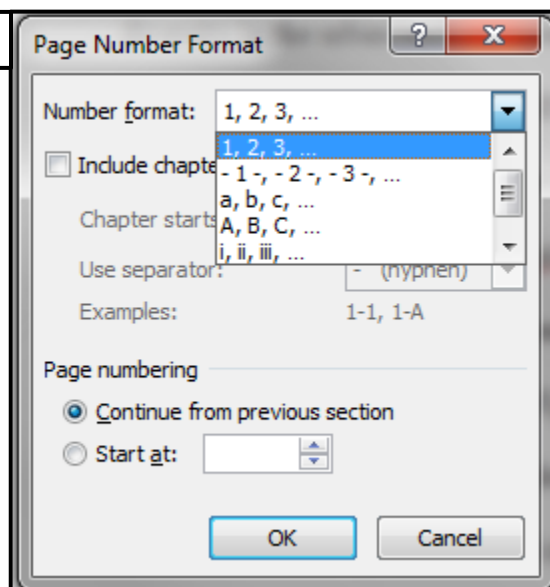 Page Number Format
Number format: 1, 2, 3, ...
1, 2, 3, ...
Include chapte
- 1 -, - 2 -, - 3 -, ...
a, b, c, ...
Chapter starts
A, B, C, ...
i, ii, iii, ...
Use separator: - (hyphen)
Examples: 1-1, 1-A
Page numbering
Continue from previous section
Start at:
OK Cancel